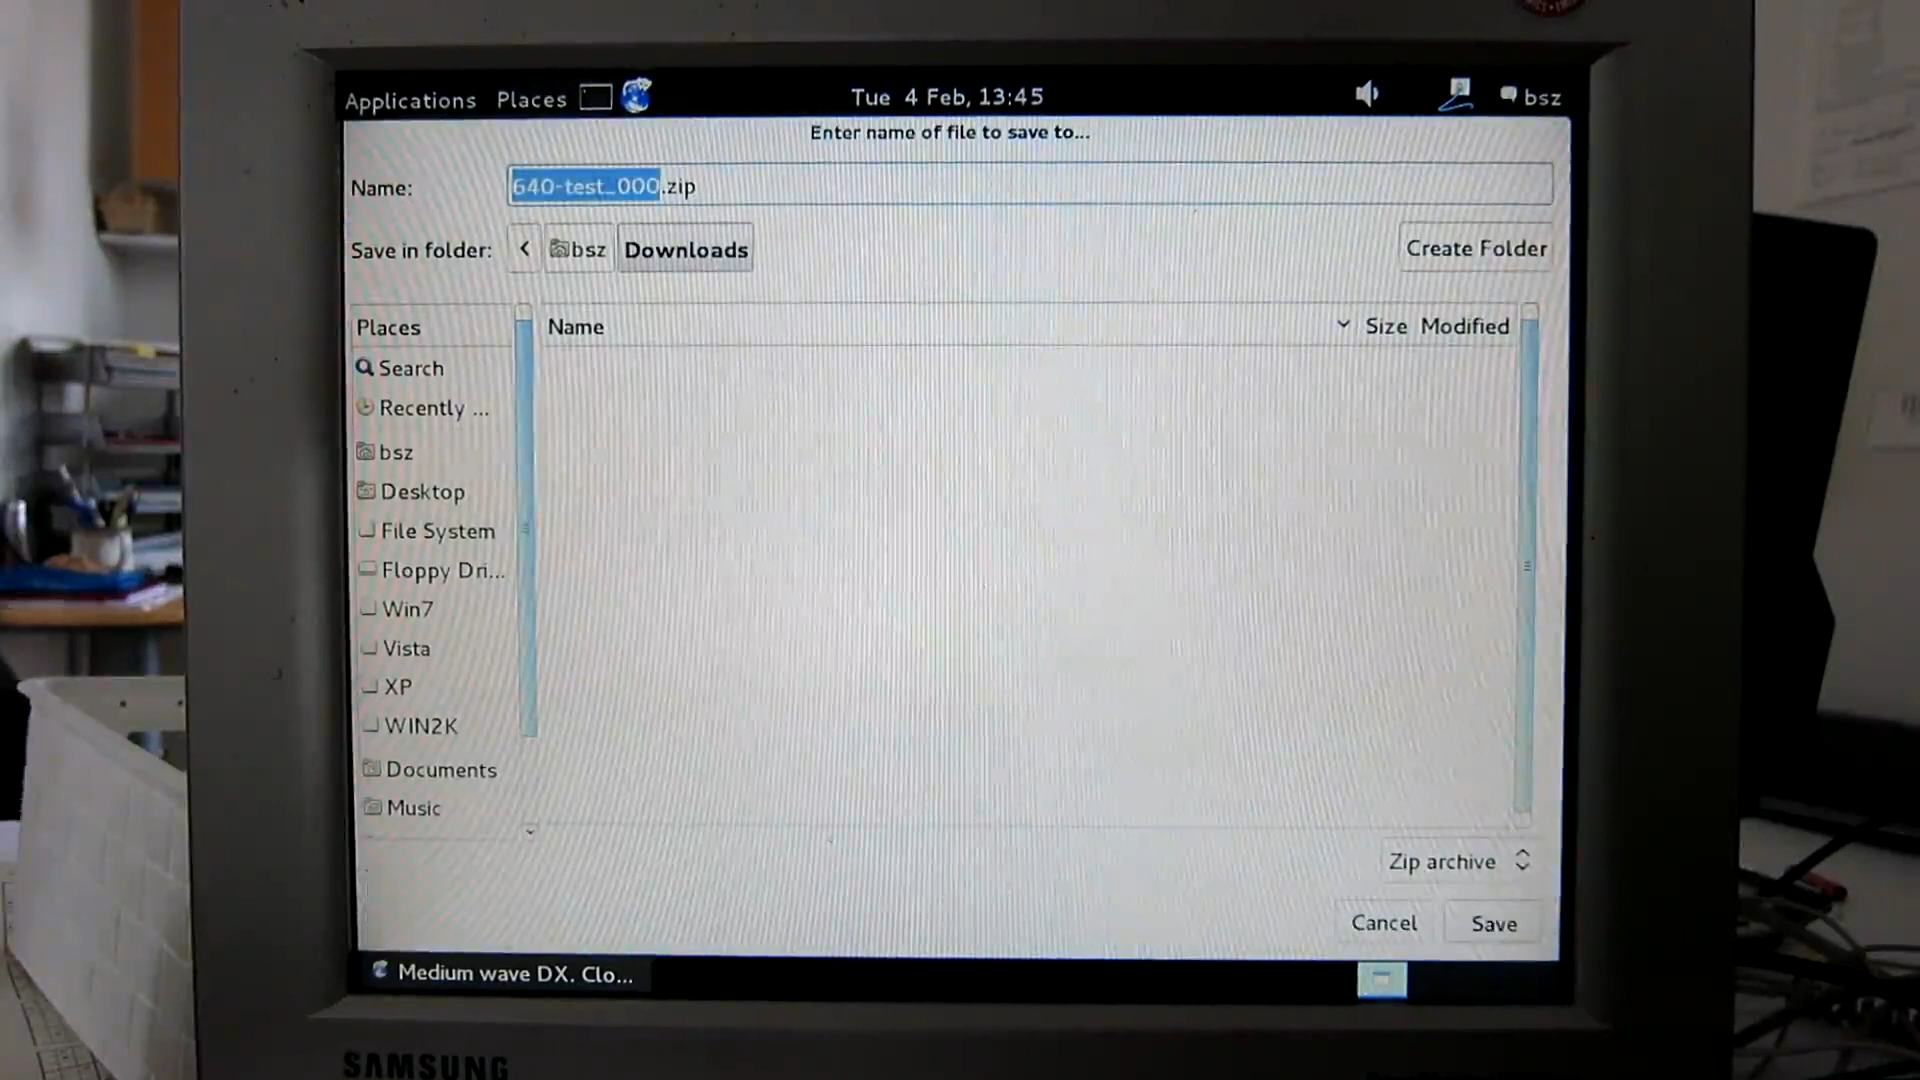 Applications Places Tue 4 Feb, 13:45 bsz
Enter name of file to save to...
Name: 640-test_000.zip
Save in folder: bsz Downloads Create Folder
Places Name Size Modified
Search
Recently ...
bsz
Desktop
File System
Floppy Dri...
Win7
Vista
XP
WIN2K
Documents
Music
Zip archive
Cancel Save
Medium wave DX. Clo...
SAMSUNG